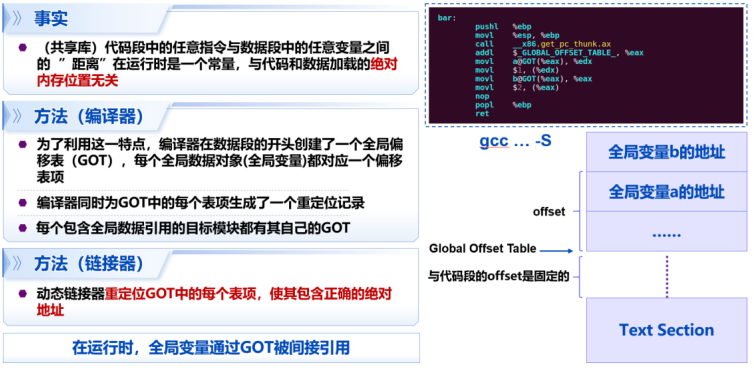 事实
（共享库）代码段中的任意指令与数据段中的任意变量之间
的 ”距离”在运行时是一个常量，与代码和数据加载的绝对
内存位置无关
方法（编译器）
为了利用这一特点，编译器在数据段的开头创建了一个全局偏
移表（GOT），每个全局数据对象(全局变量)都对应一个偏移
表项
编译器同时为GOT中的每个表项生成了一个重定位记录
每个包含全局数据引用的目标模块都有其自己的GOT
方法（链接器）
动态链接器重定位GOT中的每个表项，使其包含正确的绝对
地址
在运行时，全局变量通过GOT被间接引用
bar:
pushl %ebp
movl %esp, %ebp
call __x86.get_pc_thunk.ax
addl $_GLOBAL_OFFSET_TABLE_, %eax
movl a@GOT(%eax), %edx
movl $1, (%edx)
movl b@GOT(%eax), %eax
movl $2, (%eax)
nop
popl %ebp
ret
gcc … -S
全局变量b的地址
全局变量a的地址
offset
……
Global Offset Table
与代码段的offset是固定的
Text Section